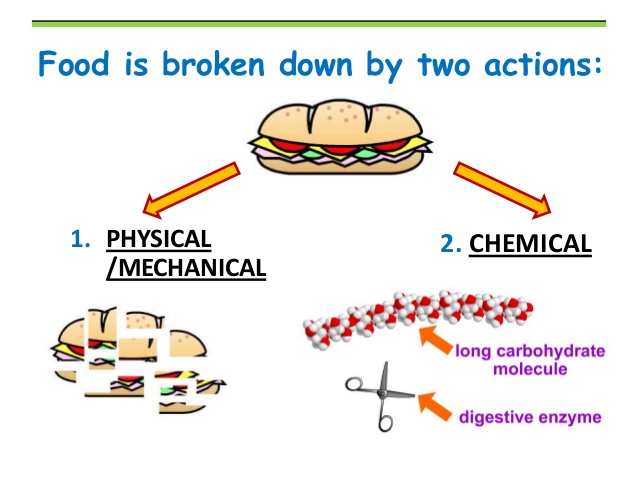 Food is broken down by two actions:
1. PHYSICAL
/MECHANICAL
2. CHEMICAL
long carbohydrate
molecule
digestive enzyme